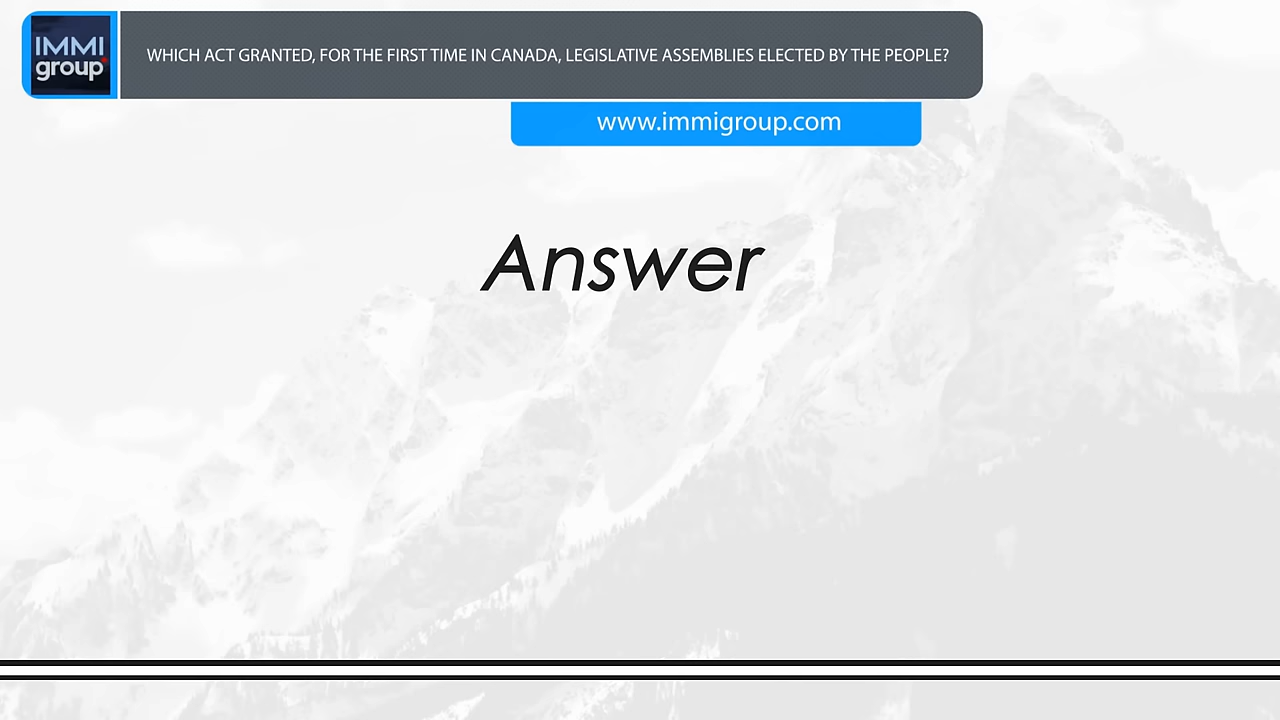 IMMI
group
WHICH ACT GRANTED, FOR THE FIRST TIME IN CANADA, LEGISLATIVE ASSEMBLIES ELECTED BY THE PEOPLE?
www.immigroup.com
Answer